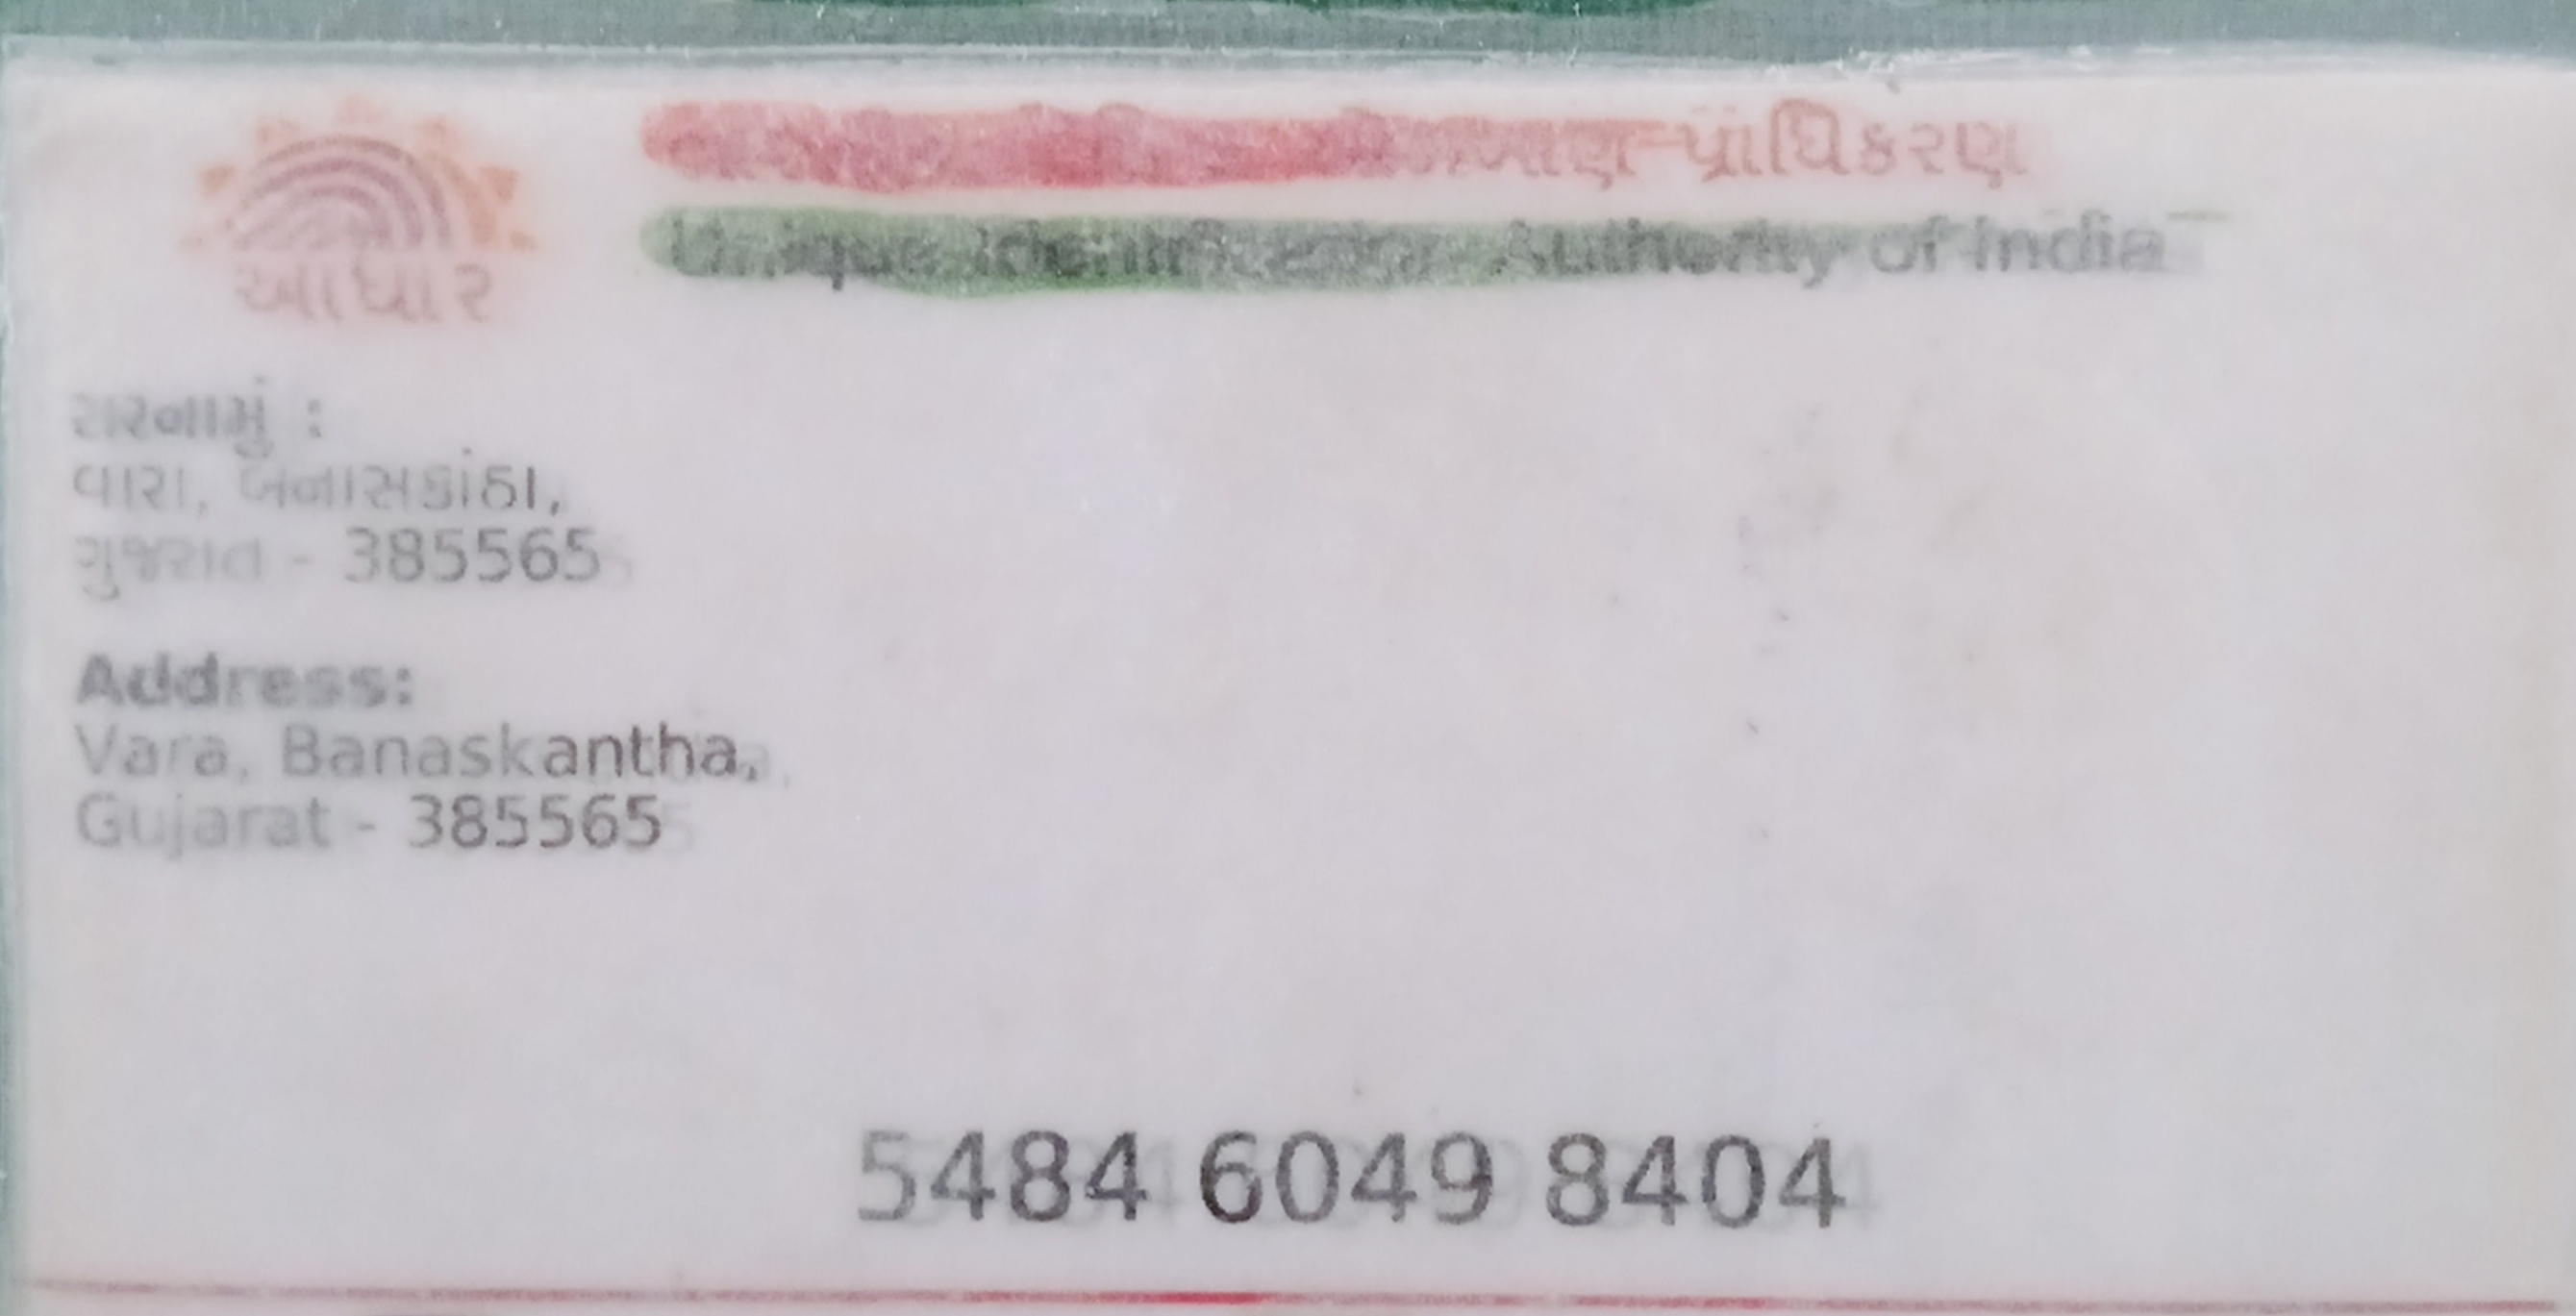 આધાર
પ્રાધિકરણ
Unique Identification Authority of India
સરનામું :
વારા, બનાસકાંઠા,
ગુજરાત - 385565
Address:
Vara, Banaskantha,
Gujarat - 385565
5484 6049 8404